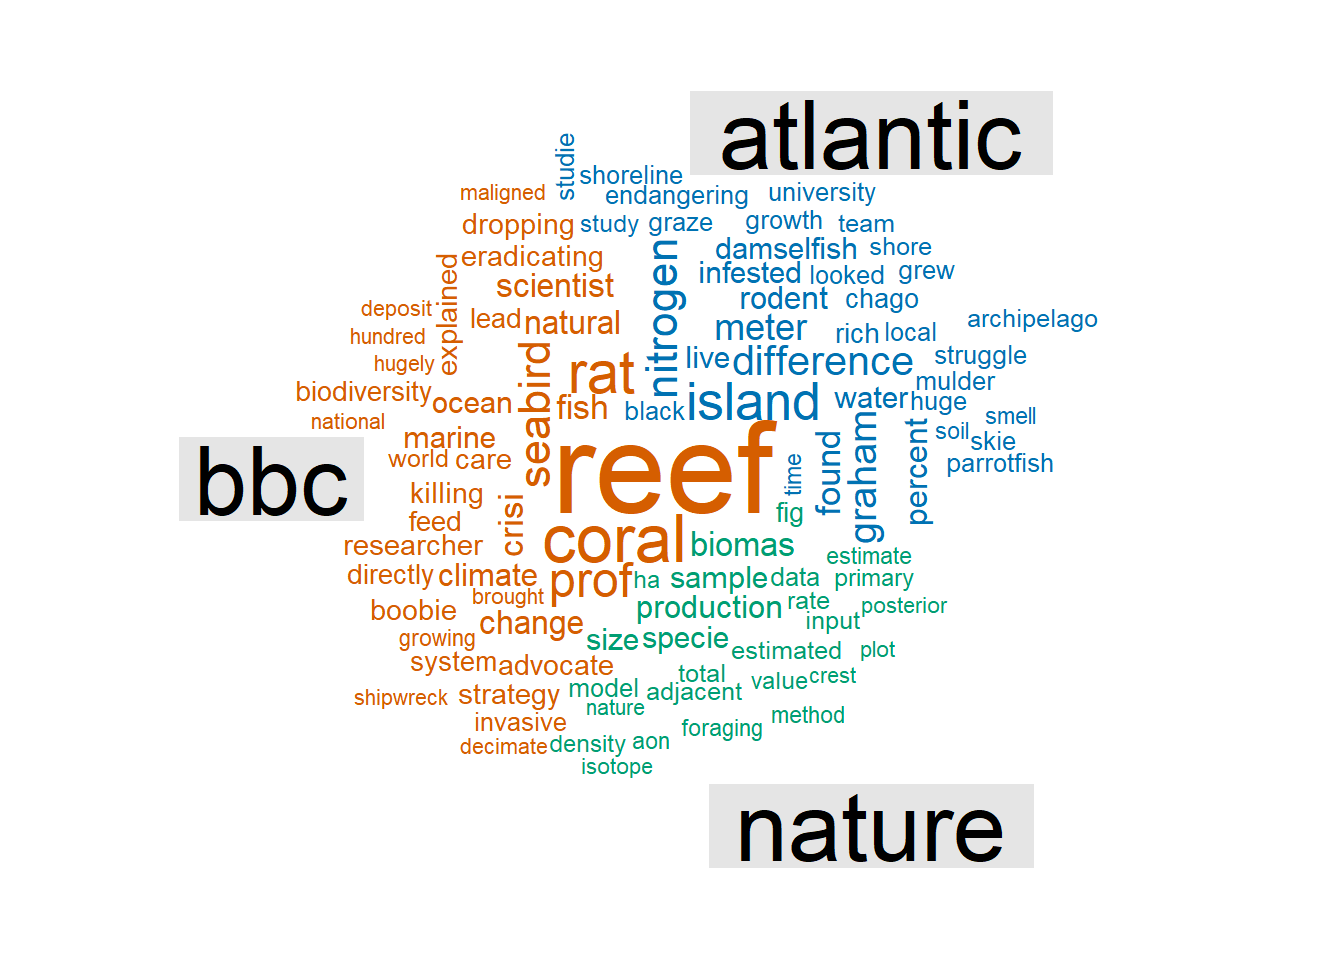 atlantic
studie
shoreline
maligned
endangering
university
dropping
study
graze
growth
team
nitrogen
damselfish
shore
eradicating
explained
scientist
infested
looked
grew
rodent
chago
deposit
lead
natural
meter
rich
local
archipelago
hundred
hugely
seabird
rat
live
difference
struggle
biodiversity
ocean
fish
black
island
water
mulder
huge
national
smell
marine
reef
time
found
graham
percent
soil
skie
bbc
world
care
parrotfish
killing
crisi
fig
feed
researcher
coral
biomas
estimate
directly
climate
prof
ha
sample
data
primary
brought
boobie
production
rate
posterior
change
input
growing
size
specie
estimated
plot
system
advocate
total
value
crest
shipwreck
strategy
model
adjacent
nature
method
invasive
foraging
decimate
density
aon
isotope
nature